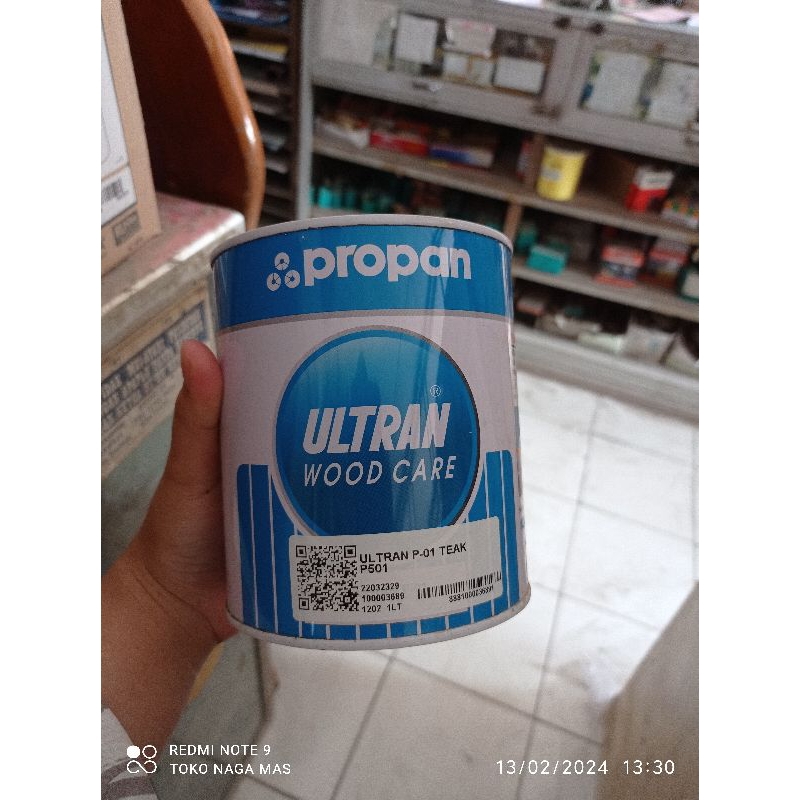 propan
ULTRAN®
WOOD CARE
ULTRAN P-01 TEAK
P501
22032329
100003689
1202 1LT
REDMI NOTE 9
TOKO NAGA MAS
13/02/2024 13:30